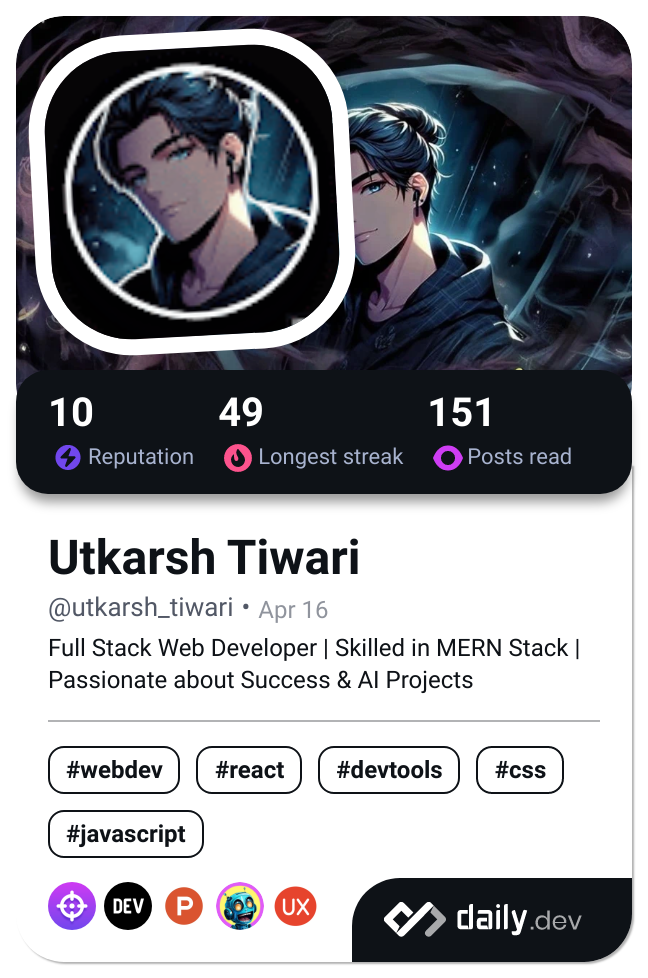 10 49 151
Reputation Longest streak Posts read
Utkarsh Tiwari
@utkarsh_tiwari • Apr 16
Full Stack Web Developer | Skilled in MERN Stack |
Passionate about Success & AI Projects
#webdev #react #devtools #css
#javascript
DEV P UX
daily.dev